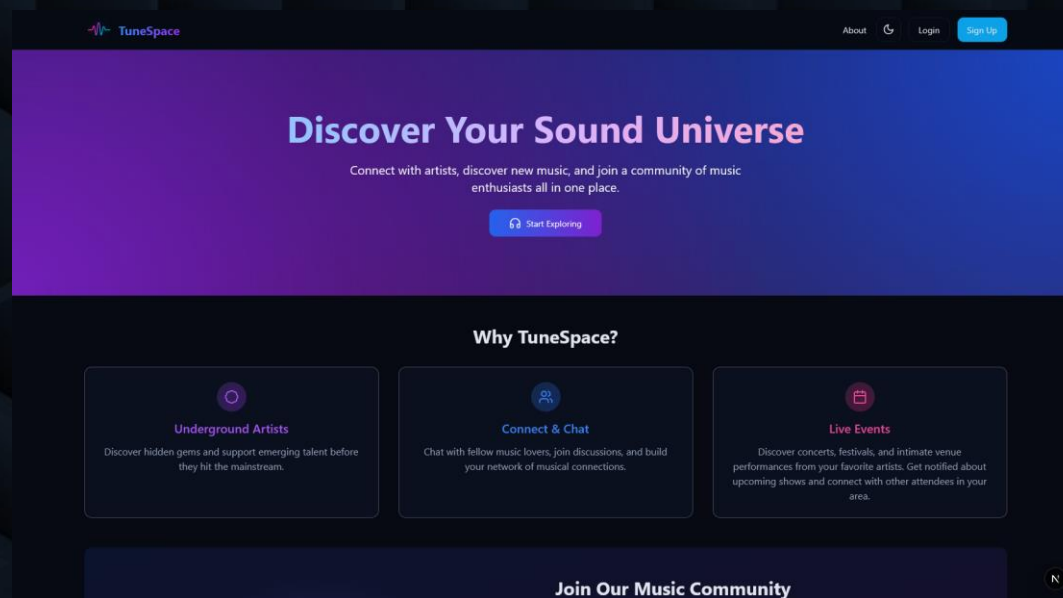 TuneSpace
About
Login
Sign Up
Discover Your Sound Universe
Connect with artists, discover new music, and join a community of music
enthusiasts all in one place.
Start Exploring
Why TuneSpace?
Underground Artists
Discover hidden gems and support emerging talent before
they hit the mainstream.
Connect & Chat
Chat with fellow music lovers, join discussions, and build
your network of musical connections.
Live Events
Discover concerts, festivals, and intimate venue
performances from your favorite artists. Get notified about
upcoming shows and connect with other attendees in your
area.
Join Our Music Community
N